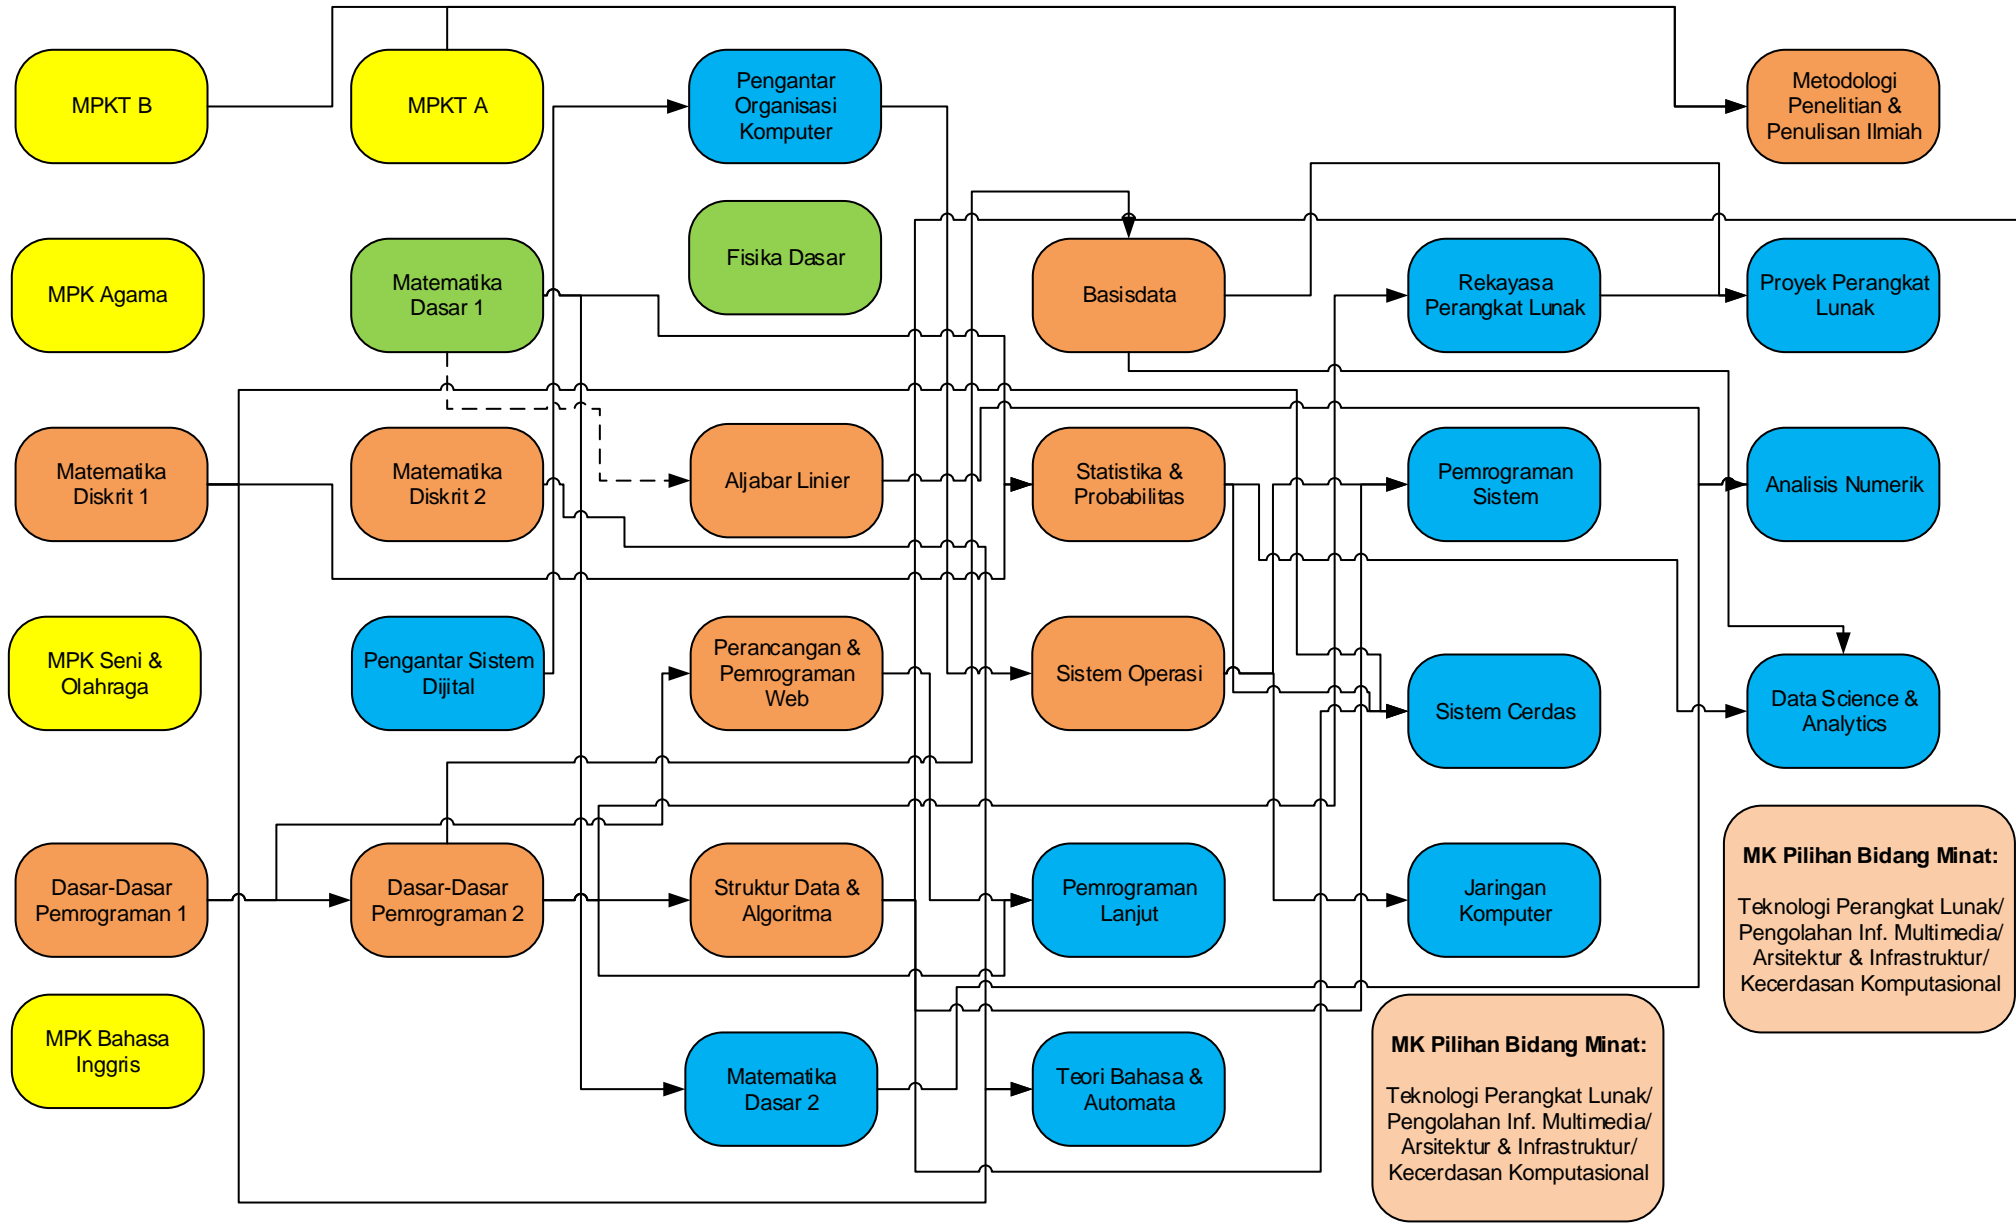 MPKT B
MPKT A
Pengantar
Organisasi
Komputer
Metodologi
Penelitian &
Penulisan Ilmiah
MPK Agama
Matematika
Dasar 1
Fisika Dasar
Basisdata
Rekayasa
Perangkat Lunak
Proyek Perangkat
Lunak
Matematika
Diskrit 1
Matematika
Diskrit 2
Aljabar Linier
Statistika &
Probabilitas
Pemrograman
Sistem
Analisis Numerik
MPK Seni &
Olahraga
Pengantar Sistem
Dijital
Perancangan &
Pemrograman
Web
Sistem Operasi
Sistem Cerdas
Data Science &
Analytics
Dasar-Dasar
Pemrograman 1
Dasar-Dasar
Pemrograman 2
Struktur Data &
Algoritma
Pemrograman
Lanjut
Jaringan
Komputer
MK Pilihan Bidang Minat:
Teknologi Perangkat Lunak/
Pengolahan Inf. Multimedia/
Arsitektur & Infrastruktur/
Kecerdasan Komputasional
MPK Bahasa
Inggris
Matematika
Dasar 2
Teori Bahasa &
Automata
MK Pilihan Bidang Minat:
Teknologi Perangkat Lunak/
Pengolahan Inf. Multimedia/
Arsitektur & Infrastruktur/
Kecerdasan Komputasional